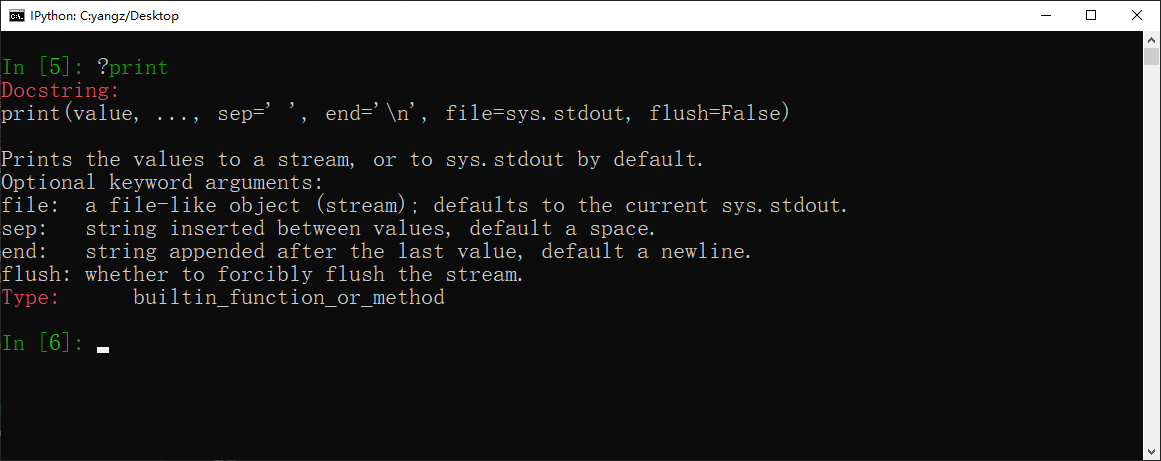 IPython: C:yangz/Desktop
In [5]: ?print
Docstring:
print(value, ..., sep=' ', end='\n', file=sys.stdout, flush=False)
Prints the values to a stream, or to sys.stdout by default.
Optional keyword arguments:
file:  a file-like object (stream); defaults to the current sys.stdout.
sep:   string inserted between values, default a space.
end:   string appended after the last value, default a newline.
flush: whether to forcibly flush the stream.
Type:      builtin_function_or_method
In [6]: